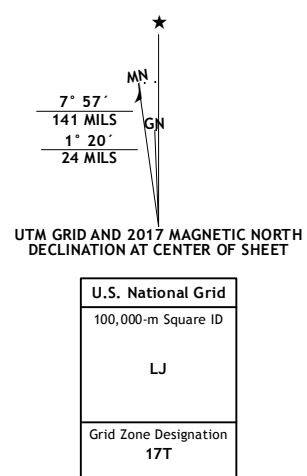 ★
MN
7° 57´
141 MILS
GN
1° 20´
24 MILS
UTM GRID AND 2017 MAGNETIC NORTH
DECLINATION AT CENTER OF SHEET
U.S. National Grid
100,000-m Square ID
LJ
Grid Zone Designation
17T